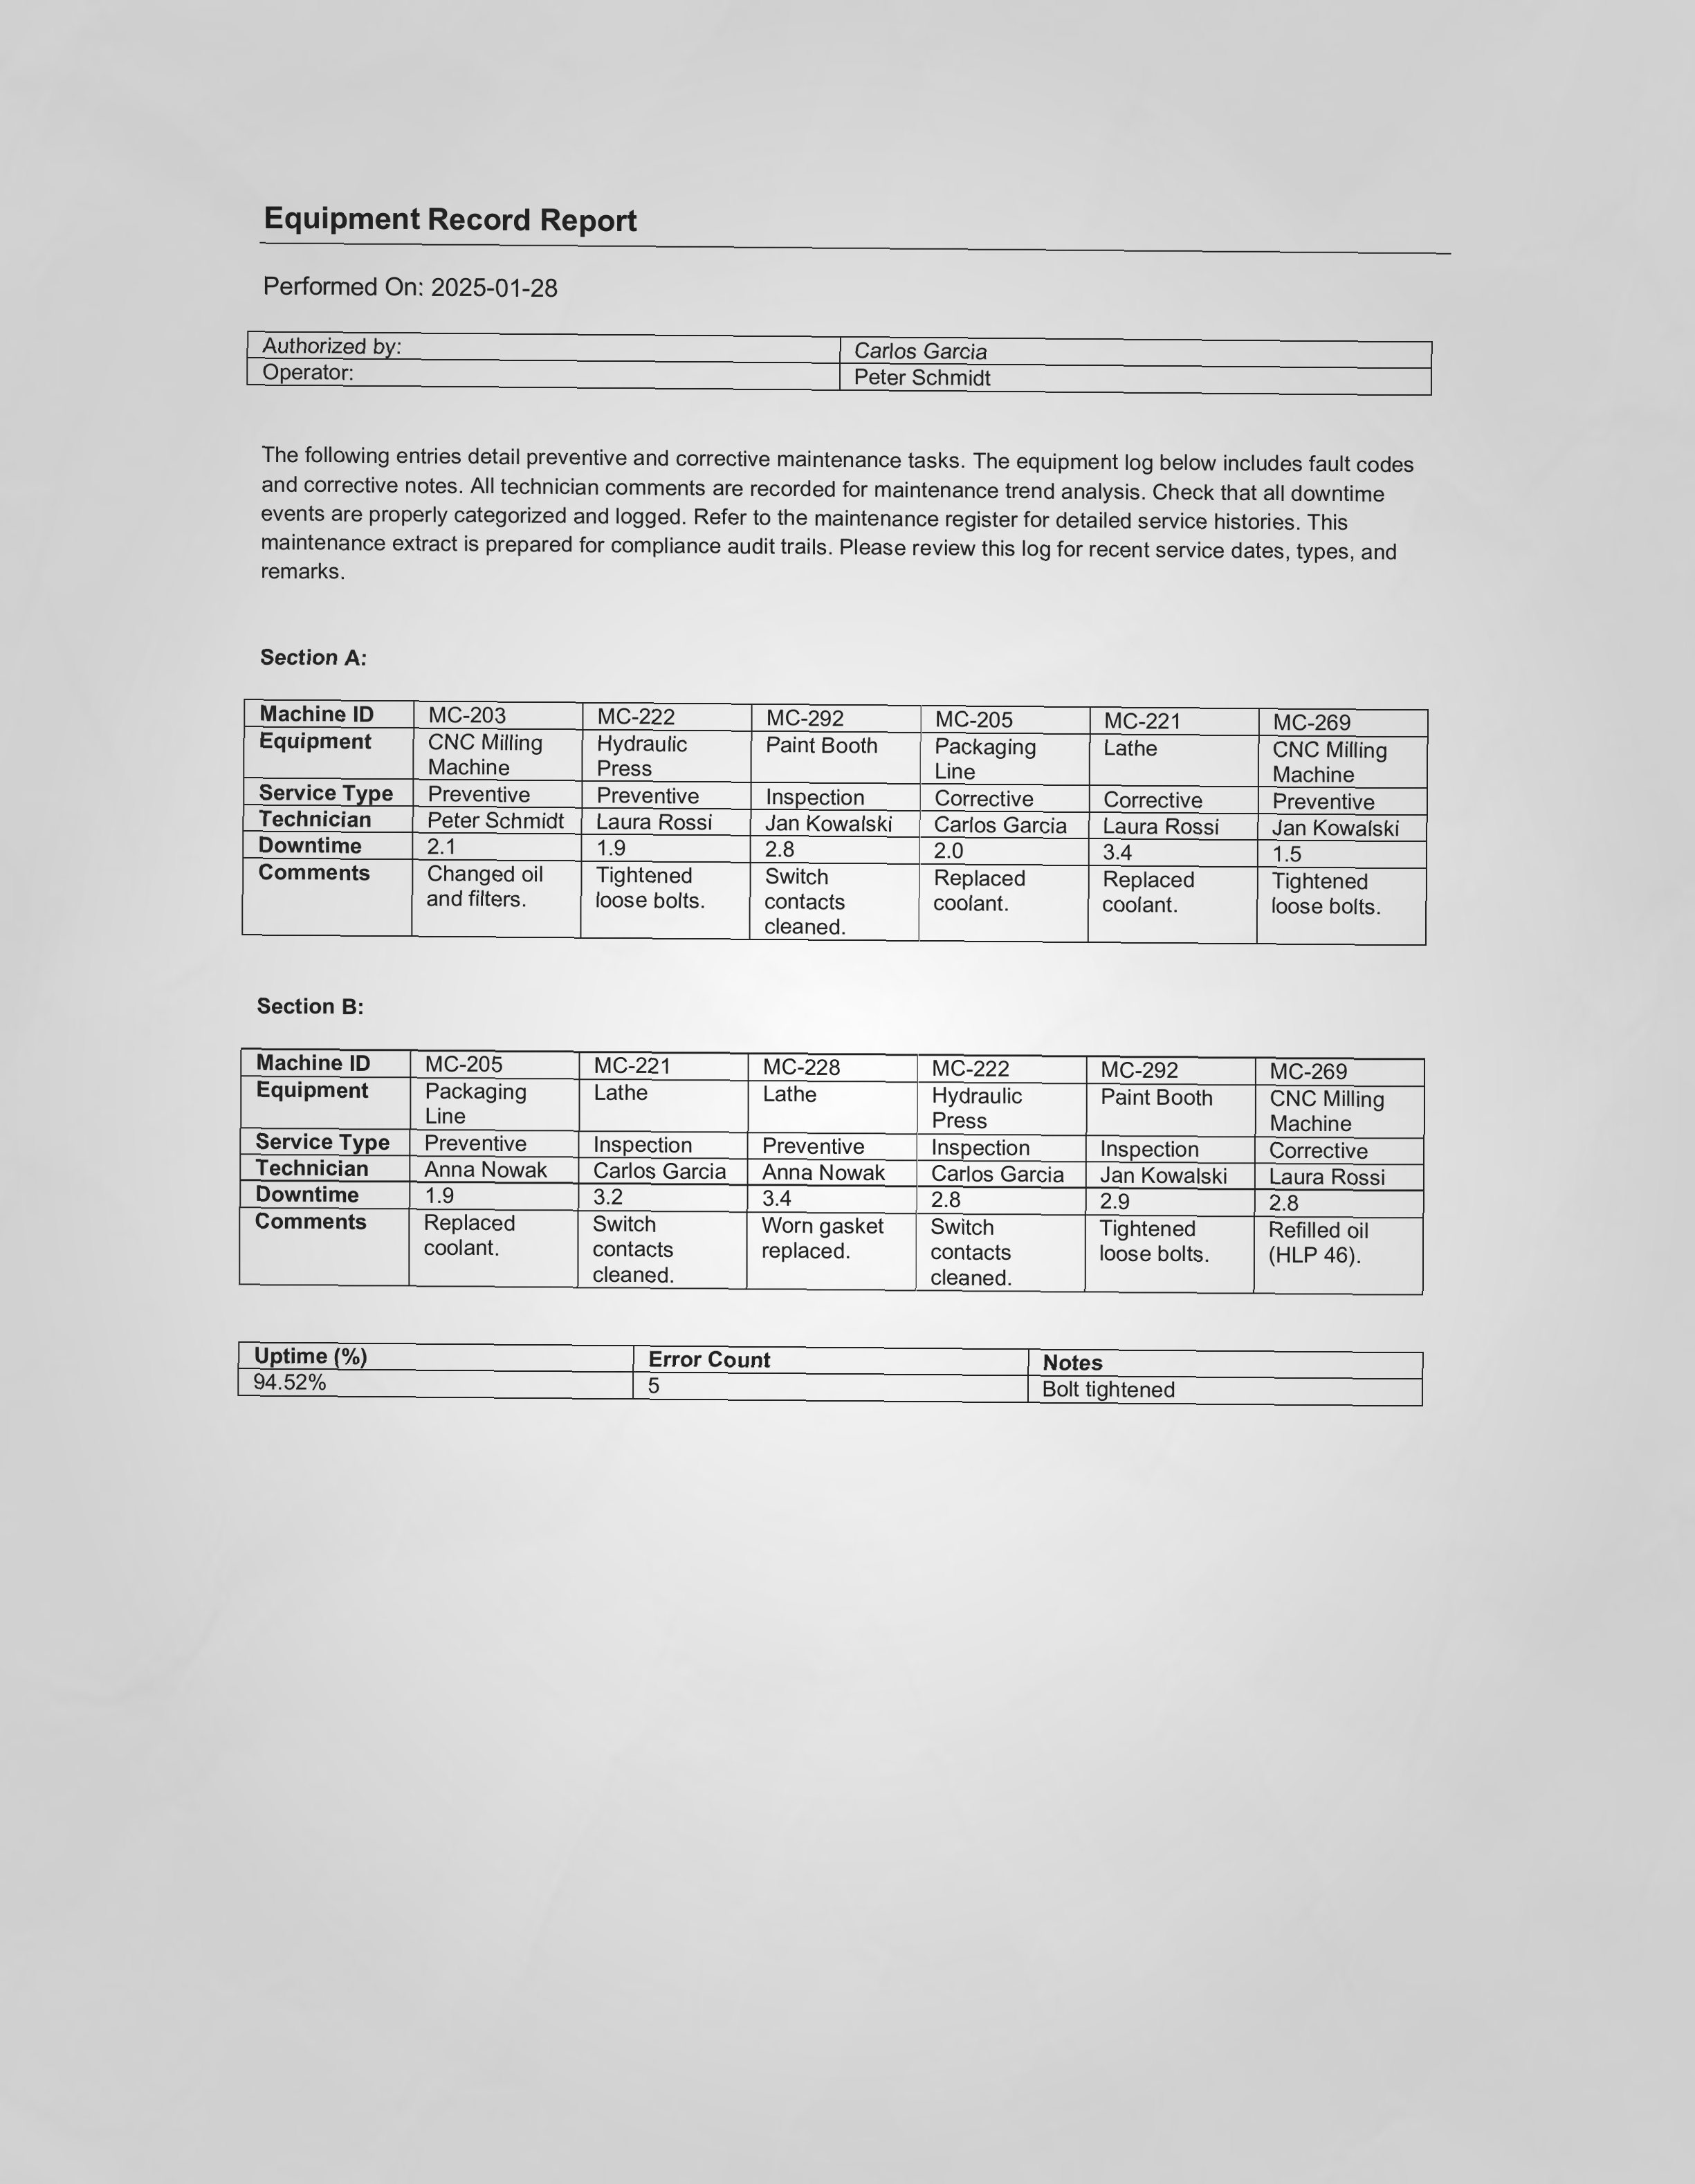 Equipment Record Report
Performed On: 2025-01-28
Authorized by: Carlos Garcia
Operator: Peter Schmidt
The following entries detail preventive and corrective maintenance tasks. The equipment log below includes fault codes
and corrective notes. All technician comments are recorded for maintenance trend analysis. Check that all downtime
events are properly categorized and logged. Refer to the maintenance register for detailed service histories. This
maintenance extract is prepared for compliance audit trails. Please review this log for recent service dates, types, and
remarks.
Section A:
Machine ID MC-203 MC-222 MC-292 MC-205 MC-221 MC-269
Equipment CNC Milling Hydraulic Paint Booth Packaging Lathe CNC Milling
Machine Press Line Machine
Service Type Preventive Preventive Inspection Corrective Corrective Preventive
Technician Peter Schmidt Laura Rossi Jan Kowalski Carlos Garcia Laura Rossi Jan Kowalski
Downtime 2.1 1.9 2.8 2.0 3.4 1.5
Comments Changed oil Tightened Switch Replaced Replaced Tightened
and filters. loose bolts. contacts coolant. coolant. loose bolts.
cleaned.
Section B:
Machine ID MC-205 MC-221 MC-228 MC-222 MC-292 MC-269
Equipment Packaging Lathe Lathe Hydraulic Paint Booth CNC Milling
Line Press Machine
Service Type Preventive Inspection Preventive Inspection Inspection Corrective
Technician Anna Nowak Carlos Garcia Anna Nowak Carlos Garcia Jan Kowalski Laura Rossi
Downtime 1.9 3.2 3.4 2.8 2.9 2.8
Comments Replaced Switch Worn gasket Switch Tightened Refilled oil
coolant. contacts replaced. contacts loose bolts. (HLP 46).
cleaned. cleaned.
Uptime (%) Error Count Notes
94.52% 5 Bolt tightened